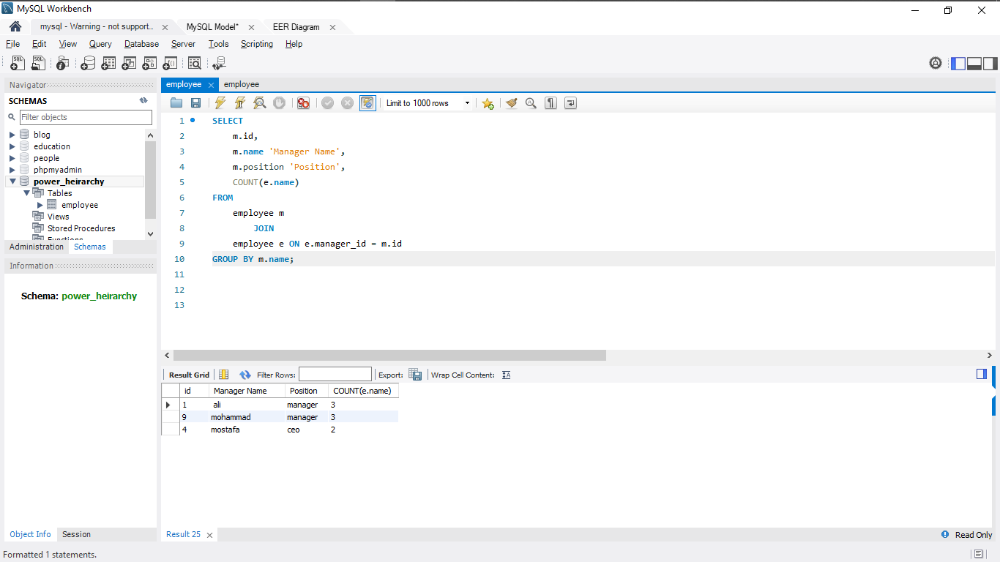 MySQL Workbench
mysql - Warning - not support...
MySQL Model*
EER Diagram
File Edit View Query Database Server Tools Scripting Help
Navigator
SCHEMAS
Filter objects
blog
education
people
phpmyadmin
power_heirarchy
Tables
employee
Views
Stored Procedures
Functions
Administration Schemas
Information
Schema: power_heirarchy
Object Info Session
employee employee
Limit to 1000 rows
1 SELECT
2 m.id,
3 m.name 'Manager Name',
4 m.position 'Position',
5 COUNT(e.name)
6 FROM
7 employee m
8 JOIN
9 employee e ON e.manager_id = m.id
10 GROUP BY m.name;
11
12
13
Result Grid Filter Rows: Export: Wrap Cell Content:
id Manager Name Position COUNT(e.name)
1 ali manager 3
9 mohammad manager 3
4 mostafa ceo 2
Result 25
Read Only
Formatted 1 statements.